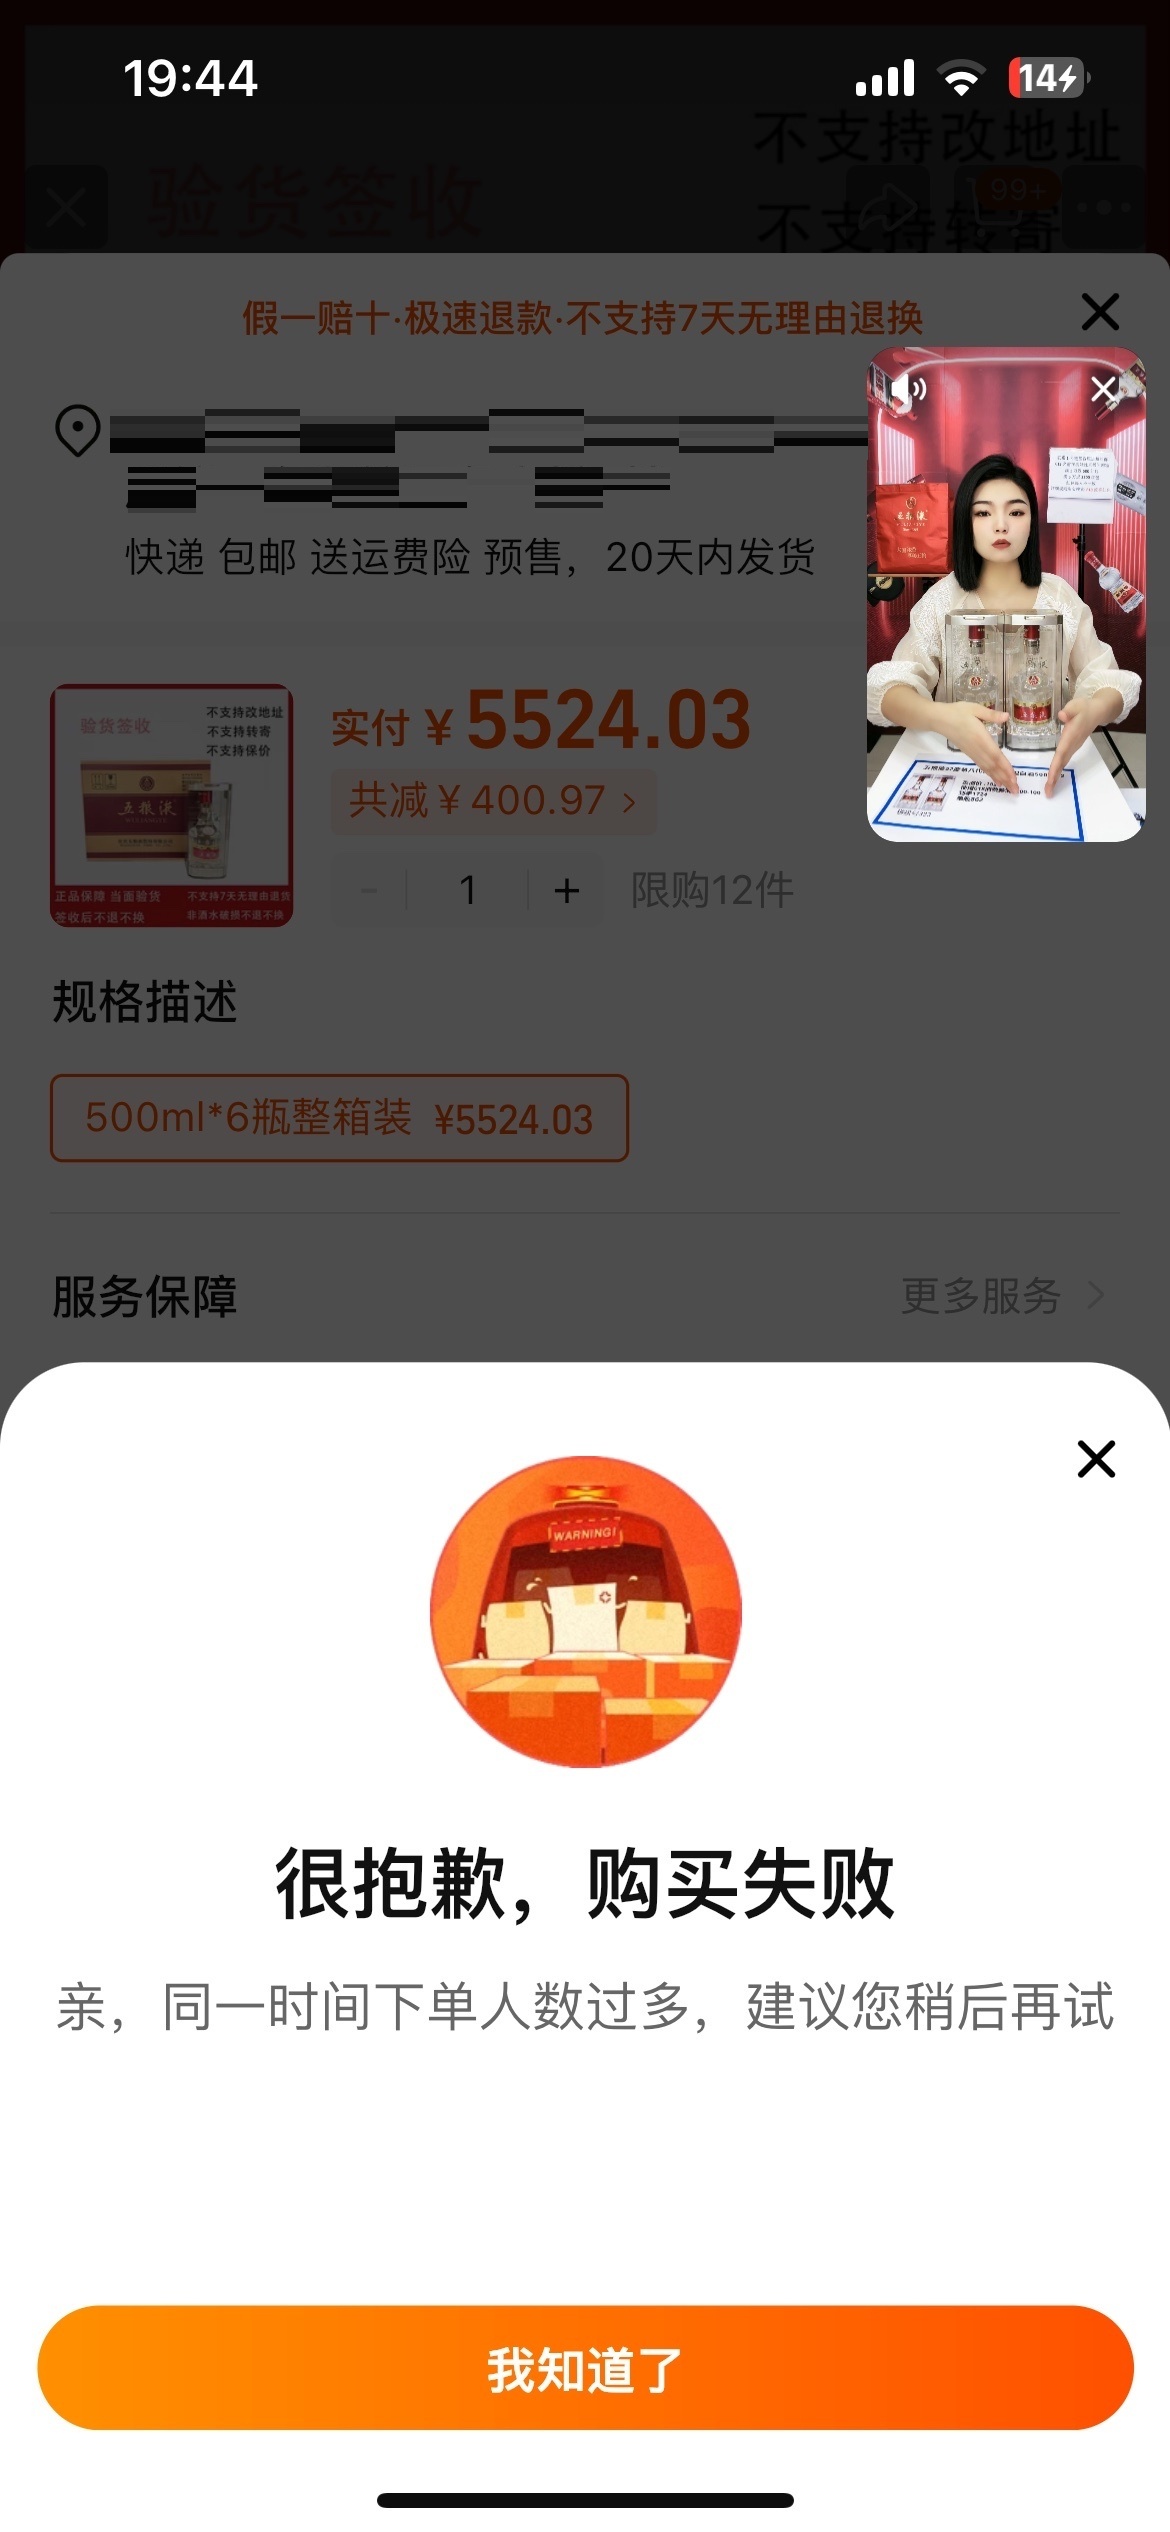 19:44
14
不支持改地址
验货签收
99+
不支持转寄
假一赔十·极速退款·不支持7天无理由退换
快递 包邮 送运费险 预售，20天内发货
五粮液
验货签收
不支持改地址
不支持转寄
不支持保价
五粮液
WULIANGYE
正品保障 当面验货
签收后不退不换
不支持7天无理由退货
非酒水破损不退不换
实付 ¥ 5524.03
共减 ¥ 400.97 >
- 1 + 限购12件
规格描述
500ml*6瓶整箱装 ¥5524.03
服务保障
更多服务 >
WARNING!
很抱歉，购买失败
亲，同一时间下单人数过多，建议您稍后再试
我知道了